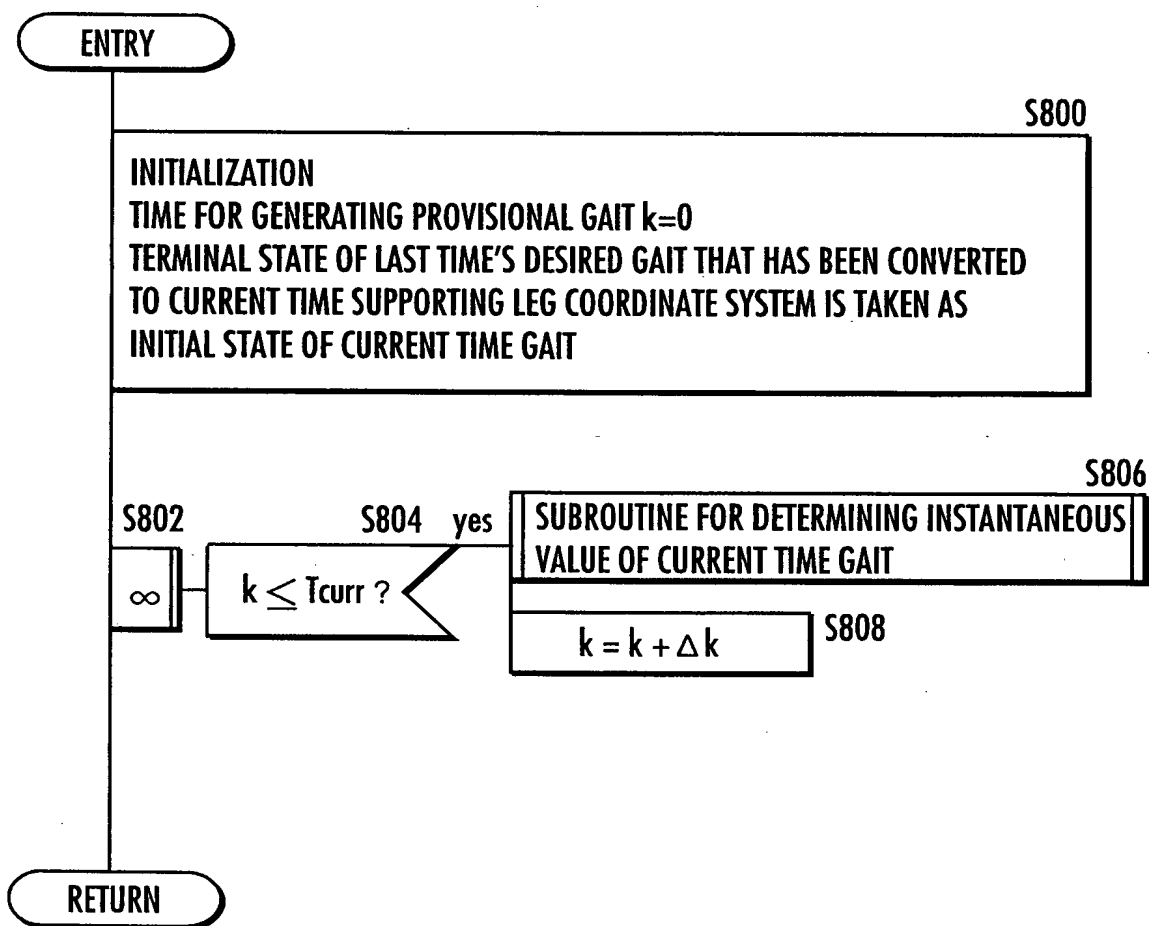 ENTRY
S800
INITIALIZATION
TIME FOR GENERATING PROVISIONAL GAIT k=0
TERMINAL STATE OF LAST TIME'S DESIRED GAIT THAT HAS BEEN CONVERTED
TO CURRENT TIME SUPPORTING LEG COORDINATE SYSTEM IS TAKEN AS
INITIAL STATE OF CURRENT TIME GAIT
S802
∞
S804 yes
k ≤ Tcurr ?
S806
SUBROUTINE FOR DETERMINING INSTANTANEOUS
VALUE OF CURRENT TIME GAIT
k = k + Δk
S808
RETURN